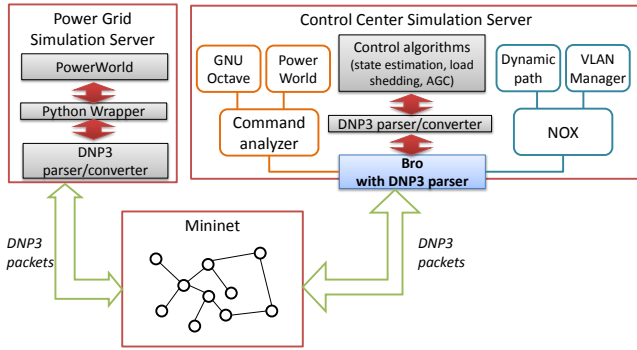 Power Grid
Simulation Server
PowerWorld
Python Wrapper
DNP3
parser/converter
Control Center Simulation Server
GNU
Octave
Power
World
Command
analyzer
Control algorithms
(state estimation, load
shedding, AGC)
DNP3 parser/converter
Bro
with DNP3 parser
Dynamic
path
VLAN
Manager
NOX
DNP3
packets
Mininet
DNP3
packets